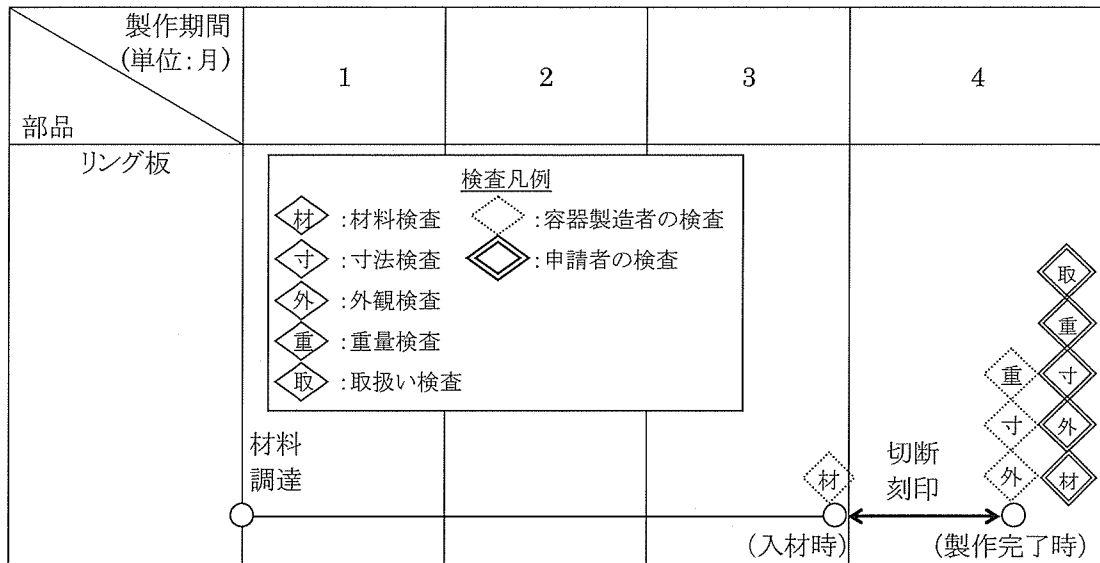 製作期間
(単位:月)
部品
1
2
3
4
リング板
検査凡例
材 :材料検査
寸 :寸法検査
外 :外観検査
重 :重量検査
取 :取扱い検査
:容器製造者の検査
:申請者の検査
材料
調達
材
(入材時)
切断
刻印
重
寸
外
取
重
寸
外
材
(製作完了時)